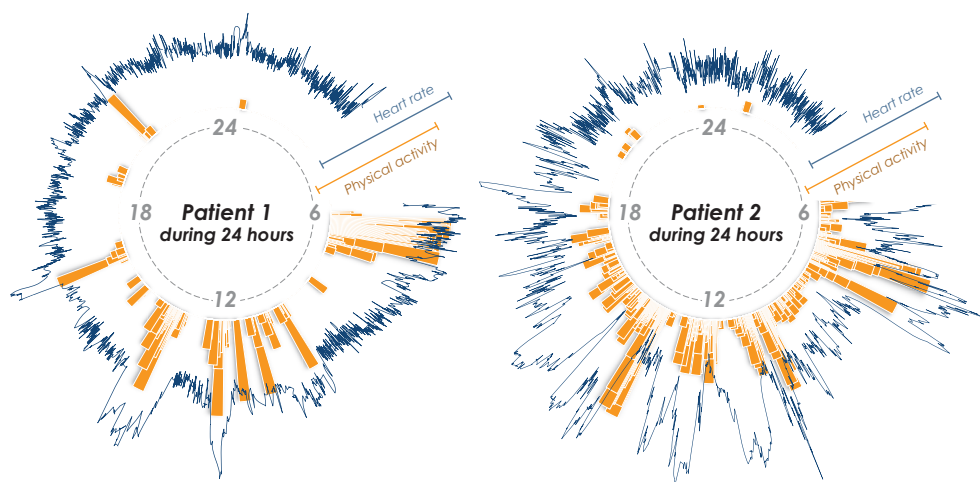 24
Heart rate
Physical activity
18
Patient 1
during 24 hours
6
12
24
Heart rate
Physical activity
18
Patient 2
during 24 hours
6
12